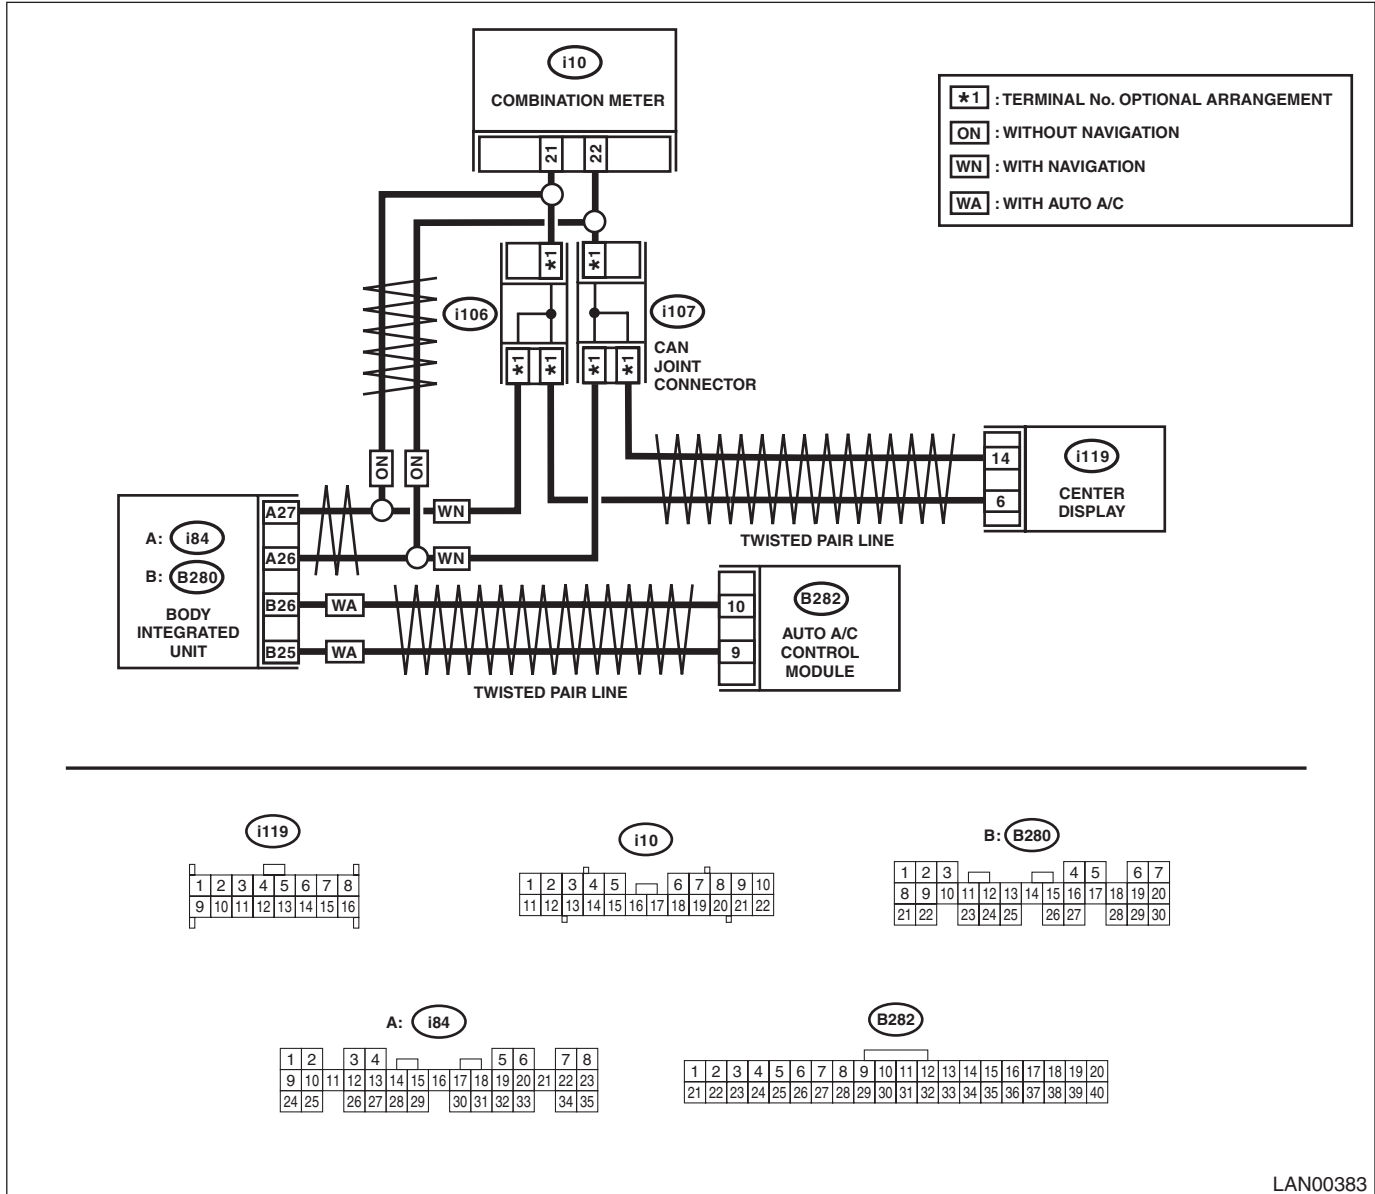 i10
COMBINATION METER
21 22
*1 : TERMINAL No. OPTIONAL ARRANGEMENT
ON : WITHOUT NAVIGATION
WN : WITH NAVIGATION
WA : WITH AUTO A/C
*1 *1
i106
i107
CAN
JOINT
CONNECTOR
*1 *1 *1 *1
ON ON
14
6
i119
CENTER
DISPLAY
TWISTED PAIR LINE
A27 WN
A26 WN
B26 WA
B25 WA
A: i84
B: B280
BODY
INTEGRATED
UNIT
10
9
B282
AUTO A/C
CONTROL
MODULE
TWISTED PAIR LINE
i119
1 2 3 4 5 6 7 8
9 10 11 12 13 14 15 16
i10
1 2 3 4 5 6 7 8 9 10
11 12 13 14 15 16 17 18 19 20 21 22
B: B280
1 2 3 4 5 6 7
8 9 10 11 12 13 14 15 16 17 18 19 20
21 22 23 24 25 26 27 28 29 30
A: i84
1 2 3 4 5 6 7 8
9 10 11 12 13 14 15 16 17 18 19 20 21 22 23
24 25 26 27 28 29 30 31 32 33 34 35
B282
1 2 3 4 5 6 7 8 9 10 11 12 13 14 15 16 17 18 19 20
21 22 23 24 25 26 27 28 29 30 31 32 33 34 35 36 37 38 39 40
LAN00383